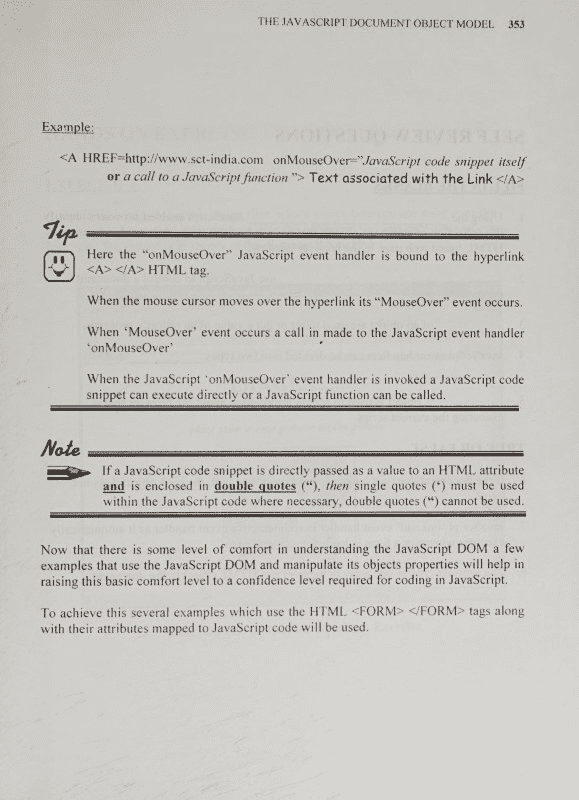 THE JAVASCRIPT DOCUMENT OBJECT MODEL 353
Example:
<A HREF=http://www.sct-india.com onMouseOver="JavaScript code snippet itself
or a call to a JavaScript function "> Text associated with the Link </A>
Tip
Here the "onMouseOver" JavaScript event handler is bound to the hyperlink
<A> </A> HTML tag.
When the mouse cursor moves over the hyperlink its "MouseOver" event occurs.
When 'MouseOver' event occurs a call in made to the JavaScript event handler
'onMouseOver'
When the JavaScript 'onMouseOver' event handler is invoked a JavaScript code
snippet can execute directly or a JavaScript function can be called.
Note
If a JavaScript code snippet is directly passed as a value to an HTML attribute
and is enclosed in double quotes ("), then single quotes (') must be used
within the JavaScript code where necessary, double quotes (") cannot be used.
Now that there is some level of comfort in understanding the JavaScript DOM a few
examples that use the JavaScript DOM and manipulate its objects properties will help in
raising this basic comfort level to a confidence level required for coding in JavaScript.
To achieve this several examples which use the HTML <FORM> </FORM> tags along
with their attributes mapped to JavaScript code will be used.